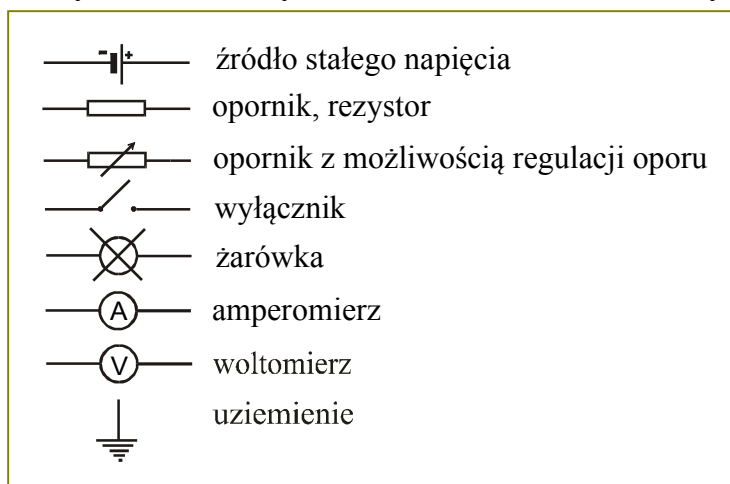 - + źródło stałego napięcia
opornik, rezystor
opornik z możliwością regulacji oporu
wyłącznik
żarówka
A amperomierz
V woltomierz
uziemienie